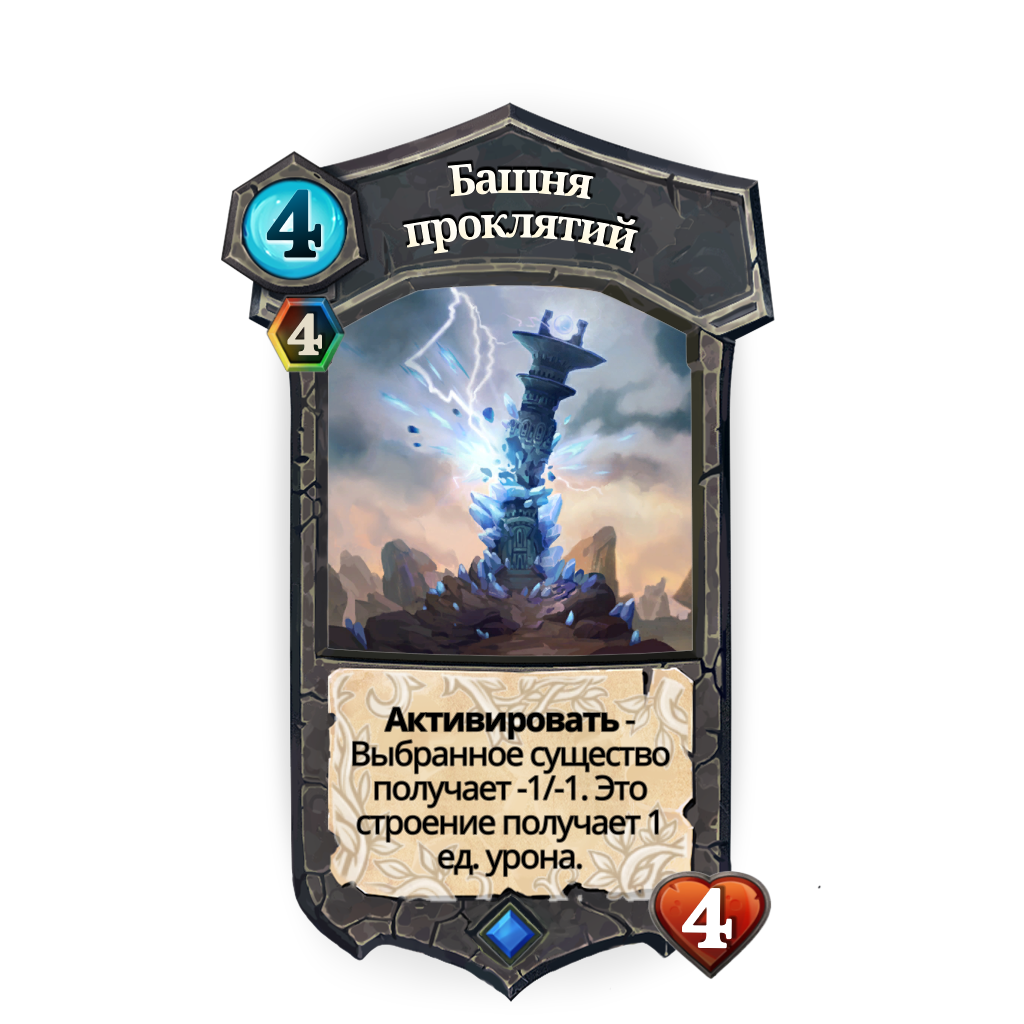 Башня
проклятий
4
4
Активировать -
Выбранное существо
получает -1/-1. Это
строение получает 1
ед. урона.
4